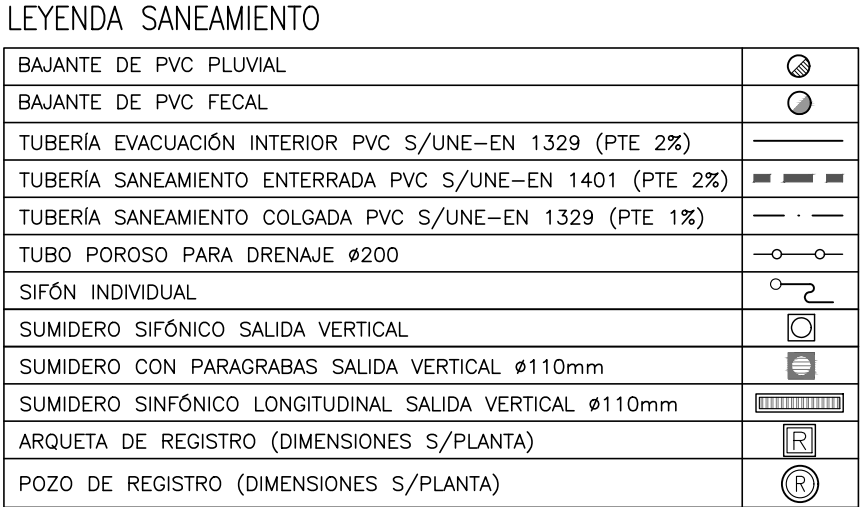 LEYENDA SANEAMIENTO
BAJANTE DE PVC PLUVIAL
BAJANTE DE PVC FECAL
TUBERÍA EVACUACIÓN INTERIOR PVC S/UNE-EN 1329 (PTE 2%)
TUBERÍA SANEAMIENTO ENTERRADA PVC S/UNE-EN 1401 (PTE 2%)
TUBERÍA SANEAMIENTO COLGADA PVC S/UNE-EN 1329 (PTE 1%)
TUBO POROSO PARA DRENAJE ø200
SIFÓN INDIVIDUAL
SUMIDERO SIFÓNICO SALIDA VERTICAL
SUMIDERO CON PARAGRABAS SALIDA VERTICAL ø110mm
SUMIDERO SINFÓNICO LONGITUDINAL SALIDA VERTICAL ø110mm
ARQUETA DE REGISTRO (DIMENSIONES S/PLANTA) R
POZO DE REGISTRO (DIMENSIONES S/PLANTA) R